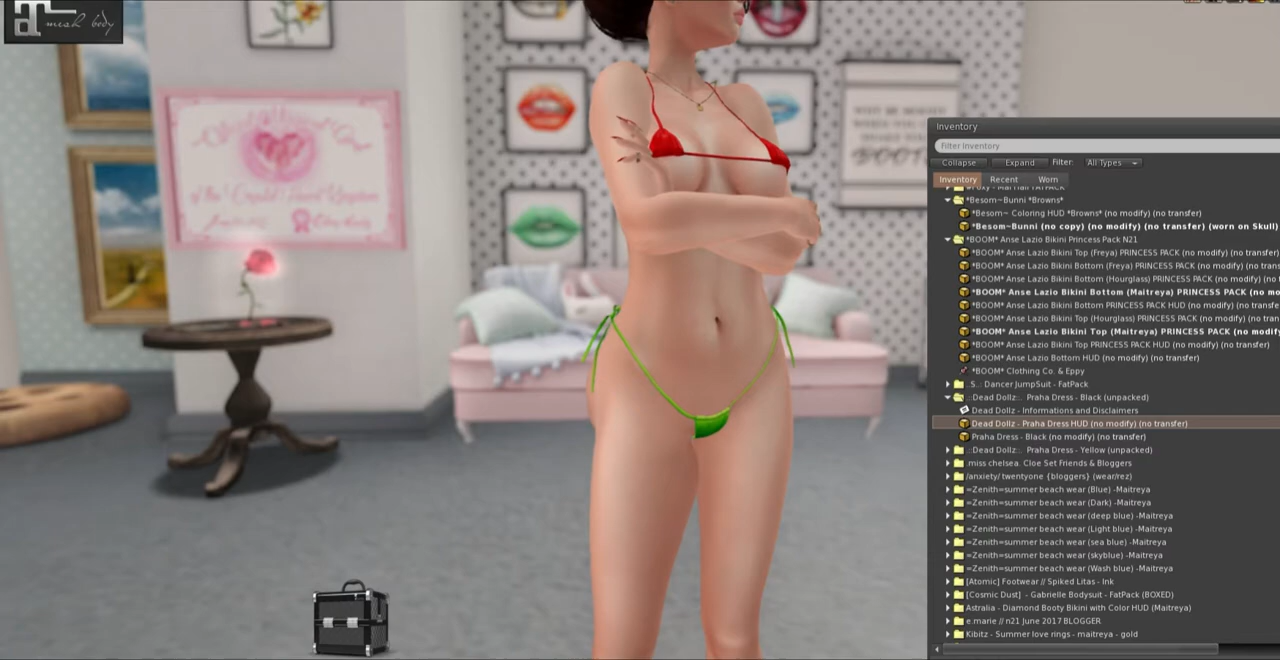 mesh body
Inventory
Filter Inventory
Collapse Expand Filter: All Types
Inventory Recent Worn
*Besom~Bunni *Browns*
*Besom~ Coloring HUD *Browns* (no modify) (no transfer)
*Besom~Bunni (no copy) (no modify) (no transfer) (worn on Skull)
*BOOM* Anse Lazio Bikini Princess Pack N21
*BOOM* Anse Lazio Bikini Top (Freya) PRINCESS PACK (no modify) (no transfer)
*BOOM* Anse Lazio Bikini Bottom (Freya) PRINCESS PACK (no modify) (no trans
*BOOM* Anse Lazio Bikini Bottom (Hourglass) PRINCESS PACK (no modify) (no t
*BOOM* Anse Lazio Bikini Bottom (Maitreya) PRINCESS PACK (no mo
*BOOM* Anse Lazio Bikini Bottom PRINCESS PACK HUD (no modify) (no transfe
*BOOM* Anse Lazio Bikini Top (Hourglass) PRINCESS PACK (no modify) (no tran
*BOOM* Anse Lazio Bikini Top (Maitreya) PRINCESS PACK (no modify
*BOOM* Anse Lazio Bikini Top PRINCESS PACK HUD (no modify) (no transfer)
*BOOM* Anse Lazio Bottom HUD (no modify) (no transfer)
*BOOM* Clothing Co. & Eppy
.S.: Dancer JumpSuit - FatPack
.::Dead Dollz::. Praha Dress - Black (unpacked)
Dead Dollz - Informations and Disclaimers
Dead Dollz - Praha Dress HUD (no modify) (no transfer)
Praha Dress - Black (no modify) (no transfer)
.::Dead Dollz::. Praha Dress - Yellow (unpacked)
.miss chelsea. Cloe Set Friends & Bloggers
/anxiety/ twentyone {bloggers} (wear/rez)
=Zenith=summer beach wear (Blue) -Maitreya
=Zenith=summer beach wear (Dark) -Maitreya
=Zenith=summer beach wear (deep blue) -Maitreya
=Zenith=summer beach wear (Light blue) -Maitreya
=Zenith=summer beach wear (sea blue) -Maitreya
=Zenith=summer beach wear (skyblue) -Maitreya
=Zenith=summer beach wear (Wash blue) -Maitreya
[Atomic] Footwear // Spiked Litas - Ink
[Cosmic Dust] - Gabrielle Bodysuit - FatPack (BOXED)
Astralia - Diamond Booty Bikini with Color HUD (Maitreya)
e.marie // n21 June 2017 BLOGGER
Kibitz - Summer love rings - maitreya - gold